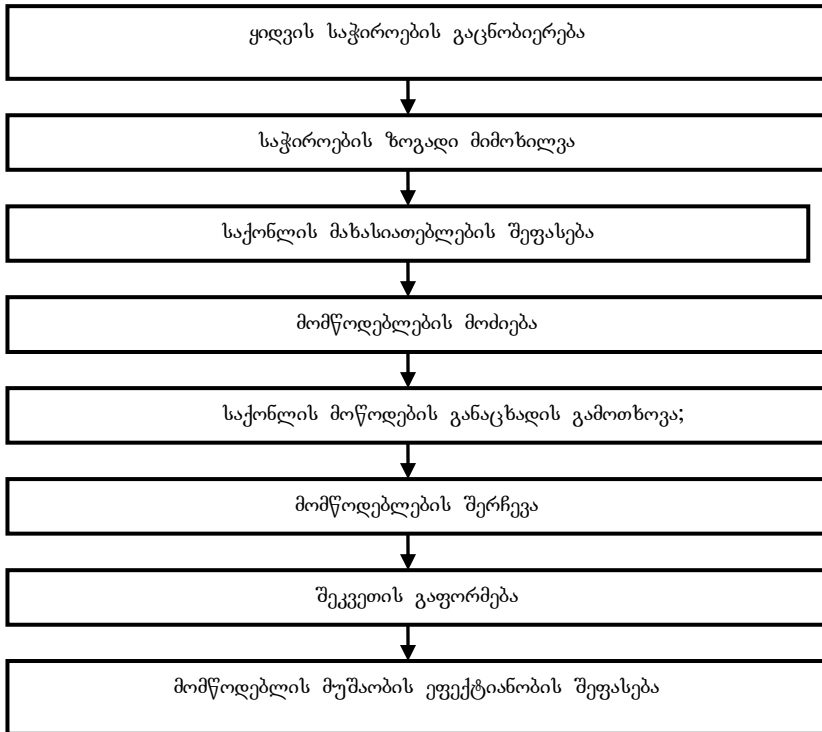 ყიდვის საჭიროების გაცნობიერება
საჭიროების ზოგადი მიმოხილვა
საქონლის მახასიათებლების შეფასება
მომწოდებლების მოძიება
საქონლის მოწოდების განაცხადის გამოთხოვა;
მომწოდებლების შერჩევა
შეკვეთის გაფორმება
მომწოდებლის მუშაობის ეფექტიანობის შეფასება